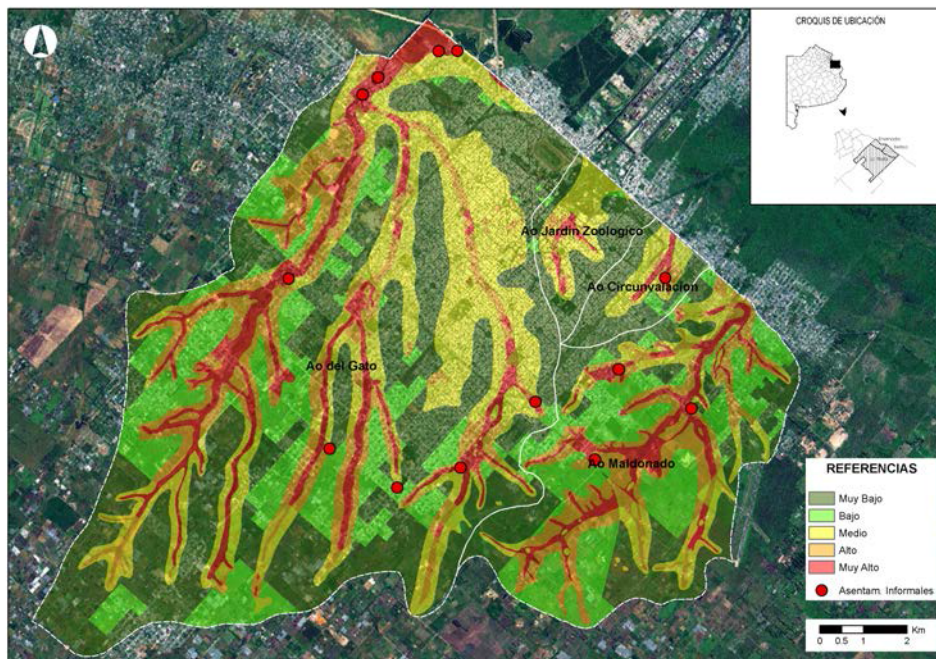 CROQUIS DE UBICACIÓN
Ao Jardin Zoologico
Ao Circunvalacion
Ao del Gato
Ao Maldonado
REFERENCIAS
Muy Bajo
Bajo
Medio
Alto
Muy Alto
Asentam. Informales
Km
0 0.5 1 2